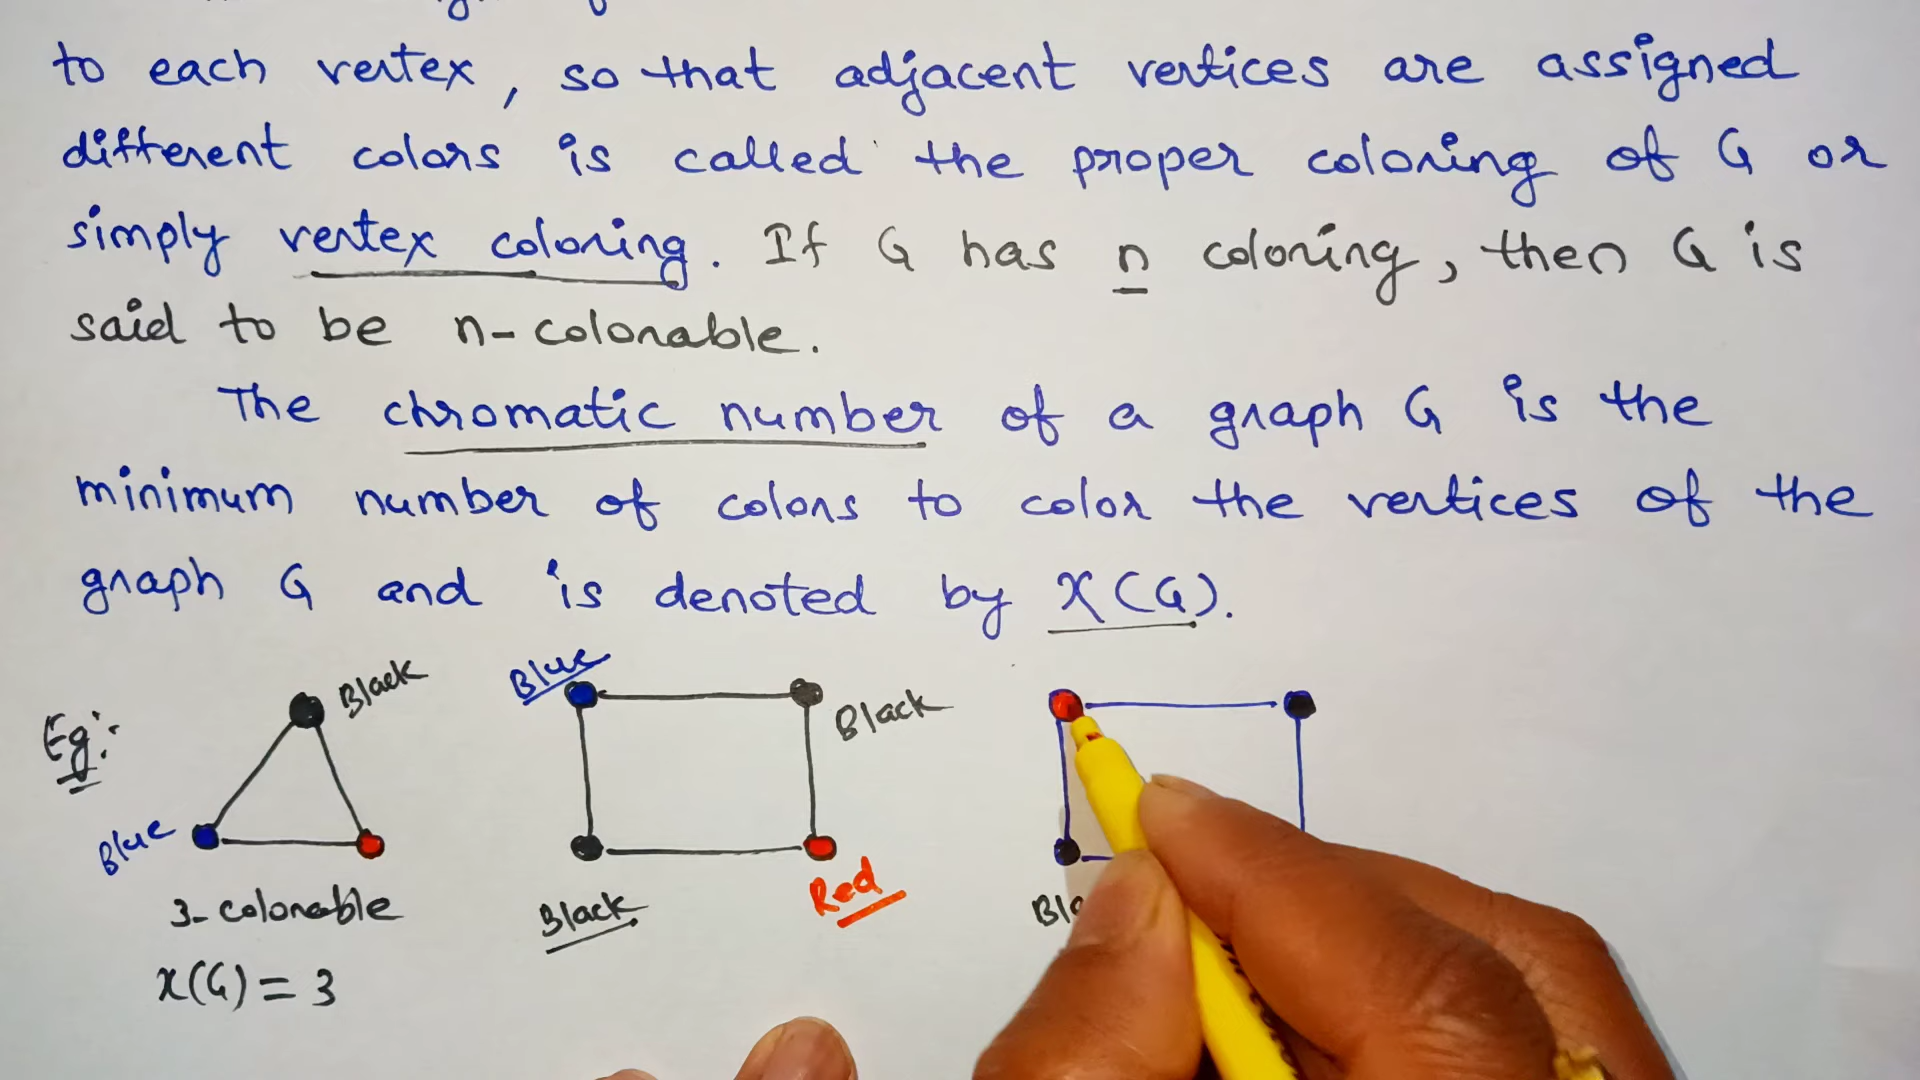 to each vertex, so that adjacent vertices are assigned
different colors is called the proper coloring of G or
simply vertex coloring. If G has n coloring, then G is
said to be n-colorable.
The chromatic number of a graph G is the
minimum number of colors to color the vertices of the
graph G and is denoted by χ(G).
Eg:-
Black
Blue
3-colorable
χ(G) = 3
Blue
Black
Black
Red